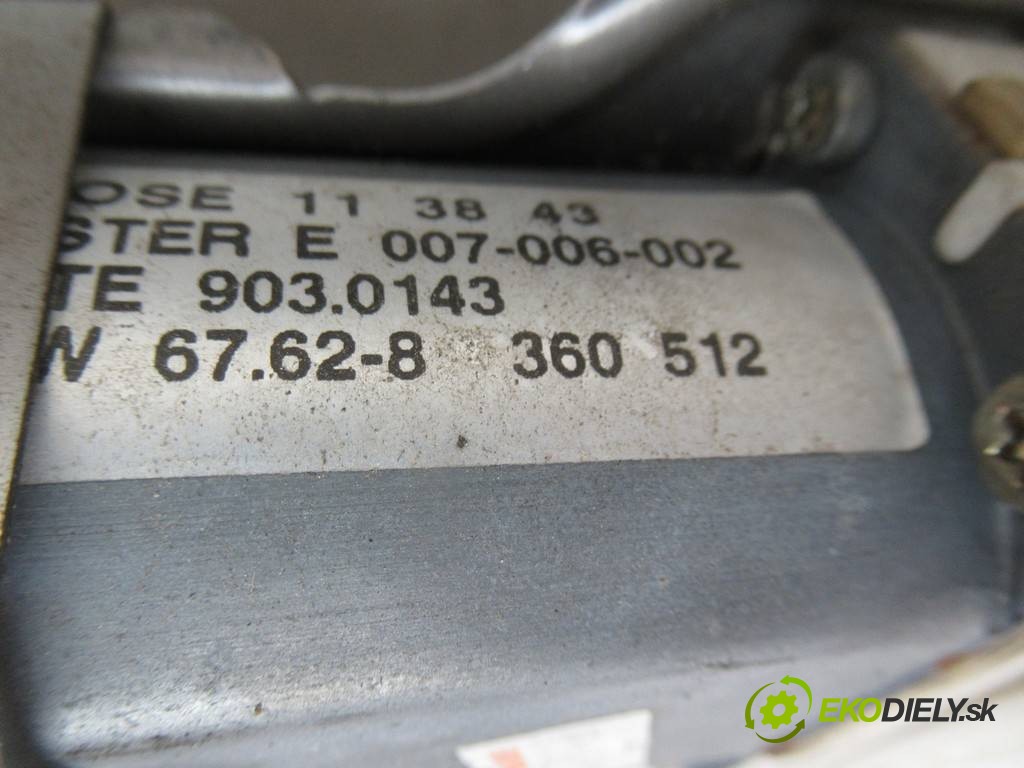 OSE 11 38 43
STER E 007-006-002
TE 903.0143
W 67.62-8 360 512
EKODIELY.sk